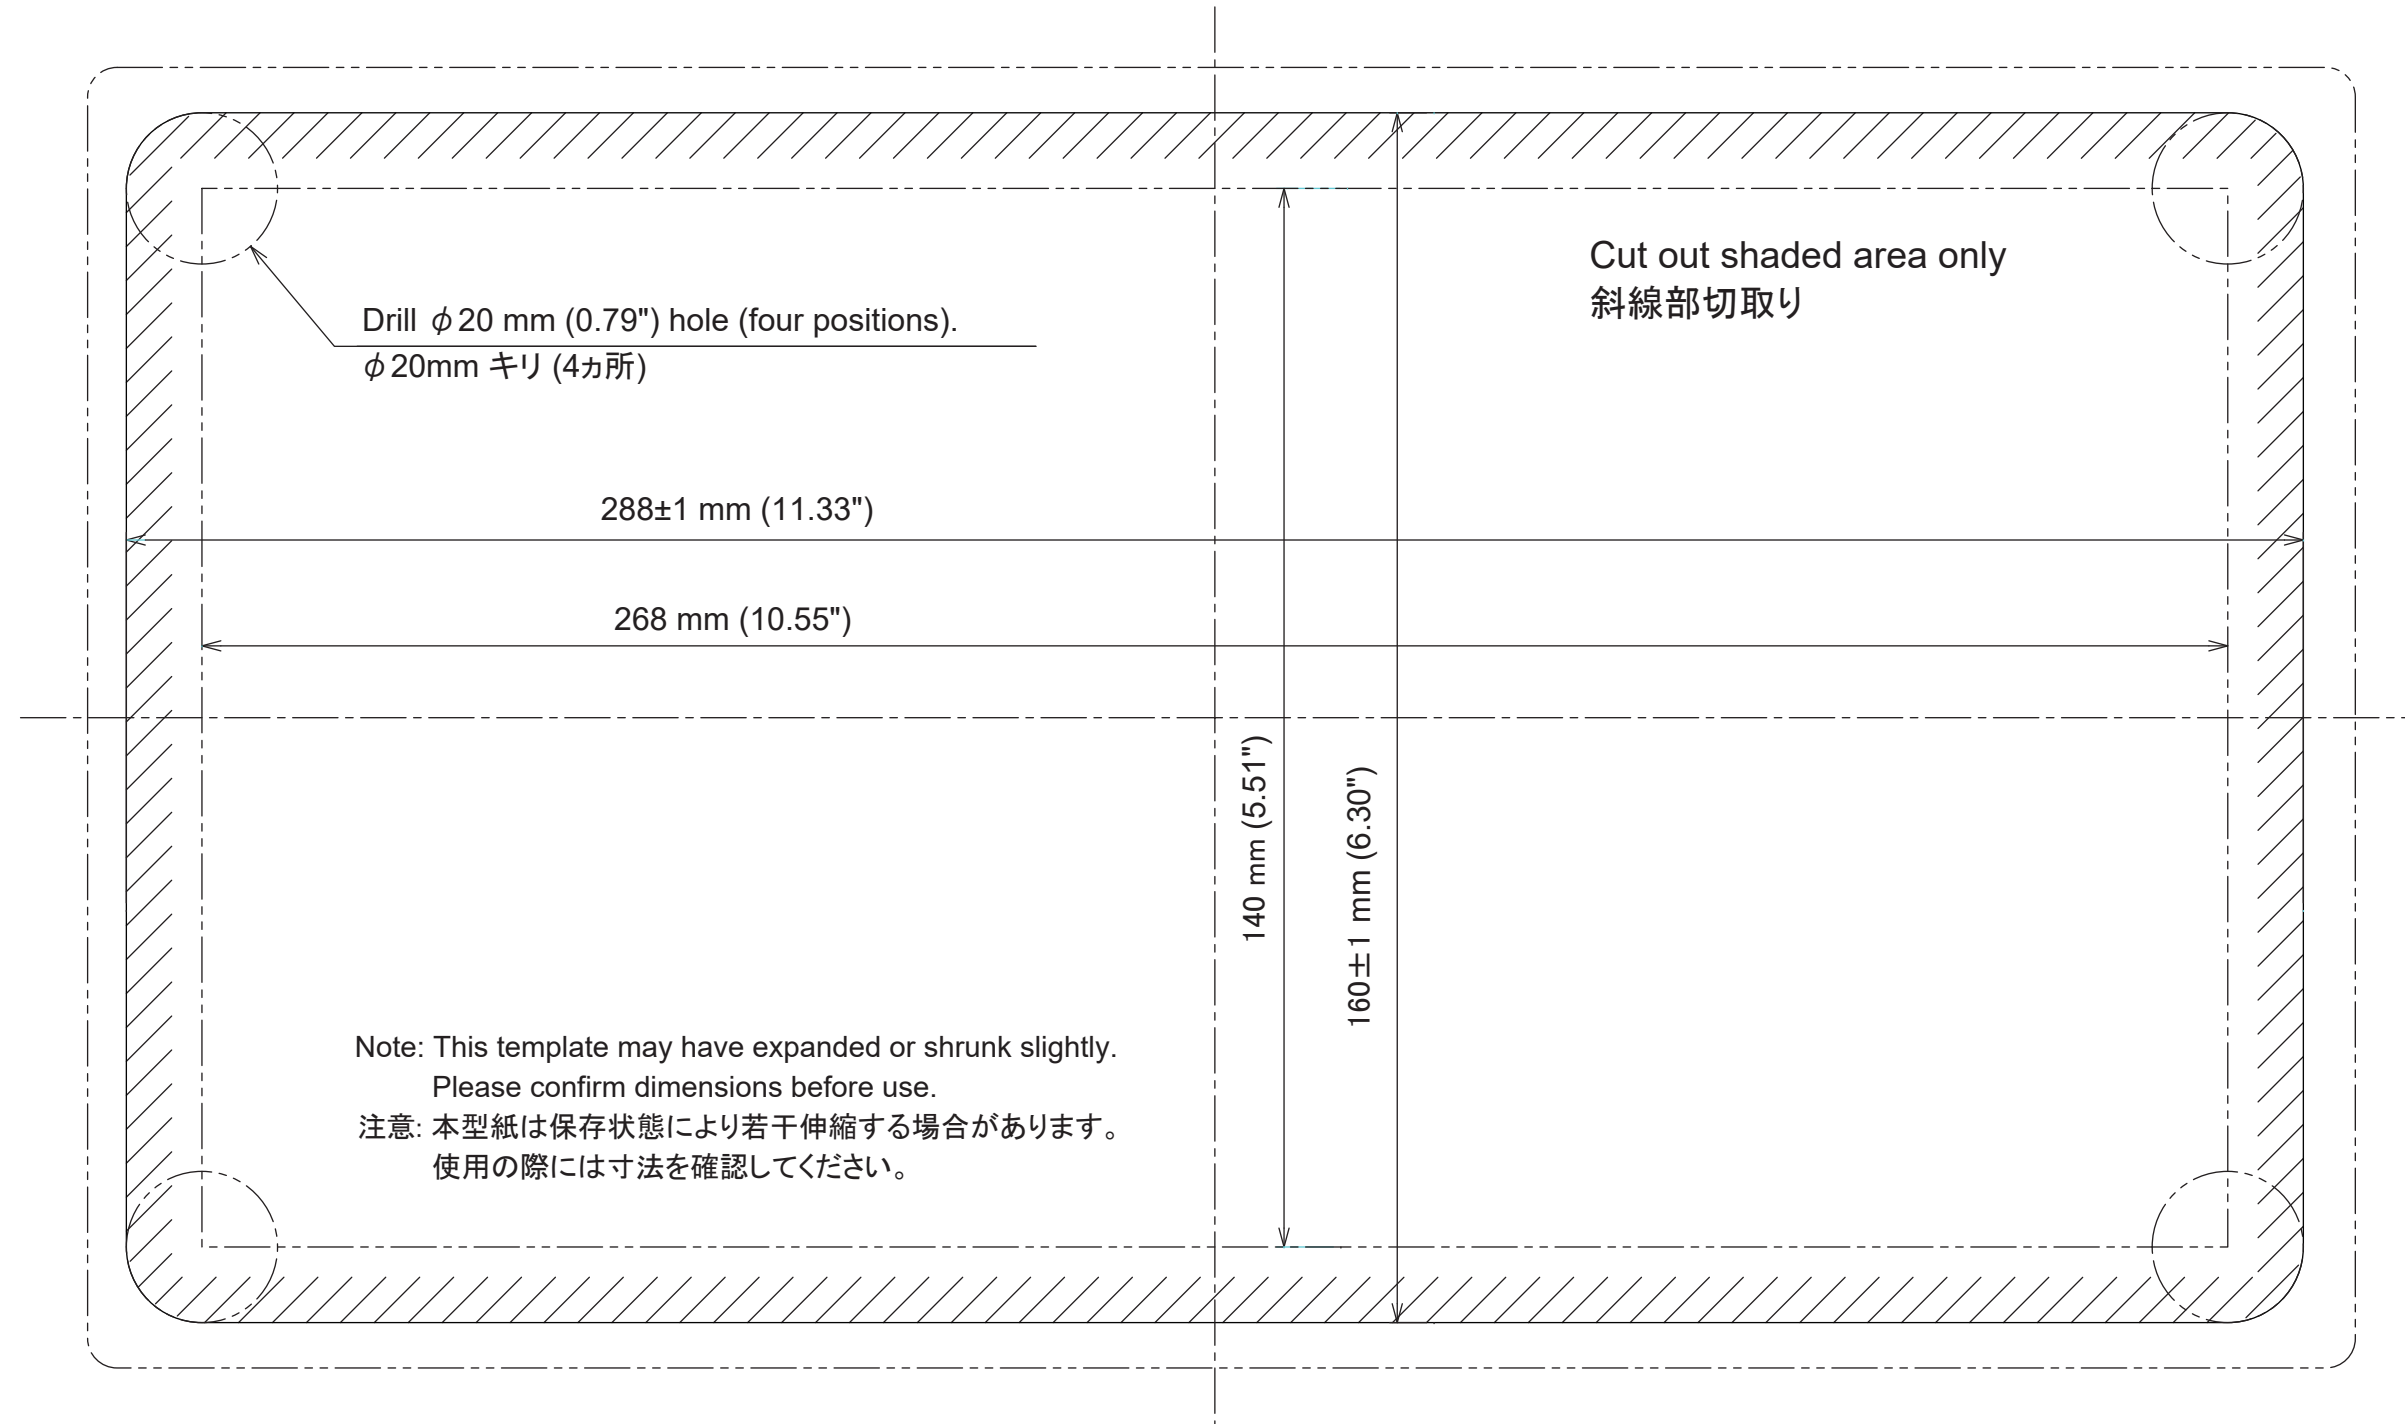 Cut out shaded area only
斜線部切取り
Drill φ20 mm (0.79") hole (four positions).
φ20mm キリ (4ヵ所)
288±1 mm (11.33")
268 mm (10.55")
140 mm (5.51")
160±1 mm (6.30")
Note: This template may have expanded or shrunk slightly.
Please confirm dimensions before use.
注意: 本型紙は保存状態により若干伸縮する場合があります。
使用の際には寸法を確認してください。